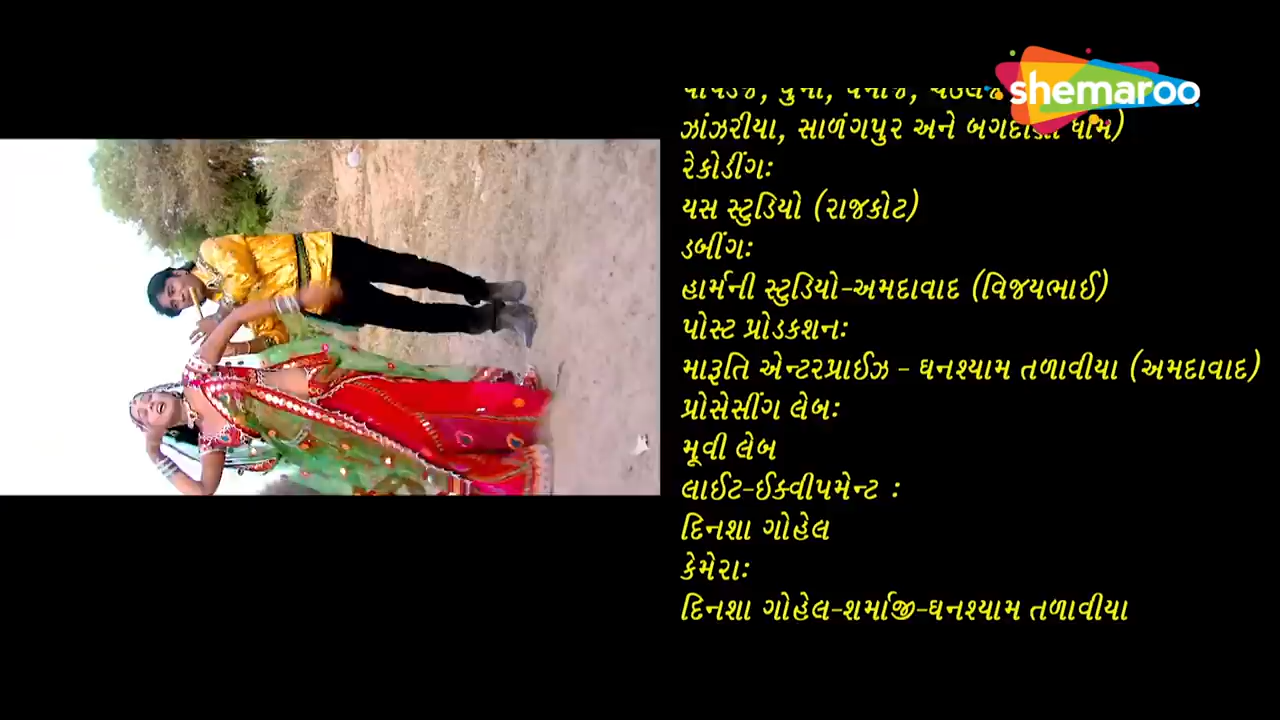 shemaroo
ઝાંઝરીયા, સાળંગપુર અને બગદાણા ધામ)
રેકોડીંગઃ
યસ સ્ટુડિયો (રાજકોટ)
ડબીંગઃ
હાર્મની સ્ટુડિયો-અમદાવાદ (વિજયભાઈ)
પોસ્ટ પ્રોડકશનઃ
મારૂતિ એન્ટરપ્રાઈઝ - ઘનશ્યામ તળાવીયા (અમદાવાદ)
પ્રોસેસીંગ લેબઃ
મૂવી લેબ
લાઈટ-ઈક્વીપમેન્ટ :
દિનશા ગોહેલ
કેમેરાઃ
દિનશા ગોહેલ-શર્માજી-ઘનશ્યામ તળાવીયા